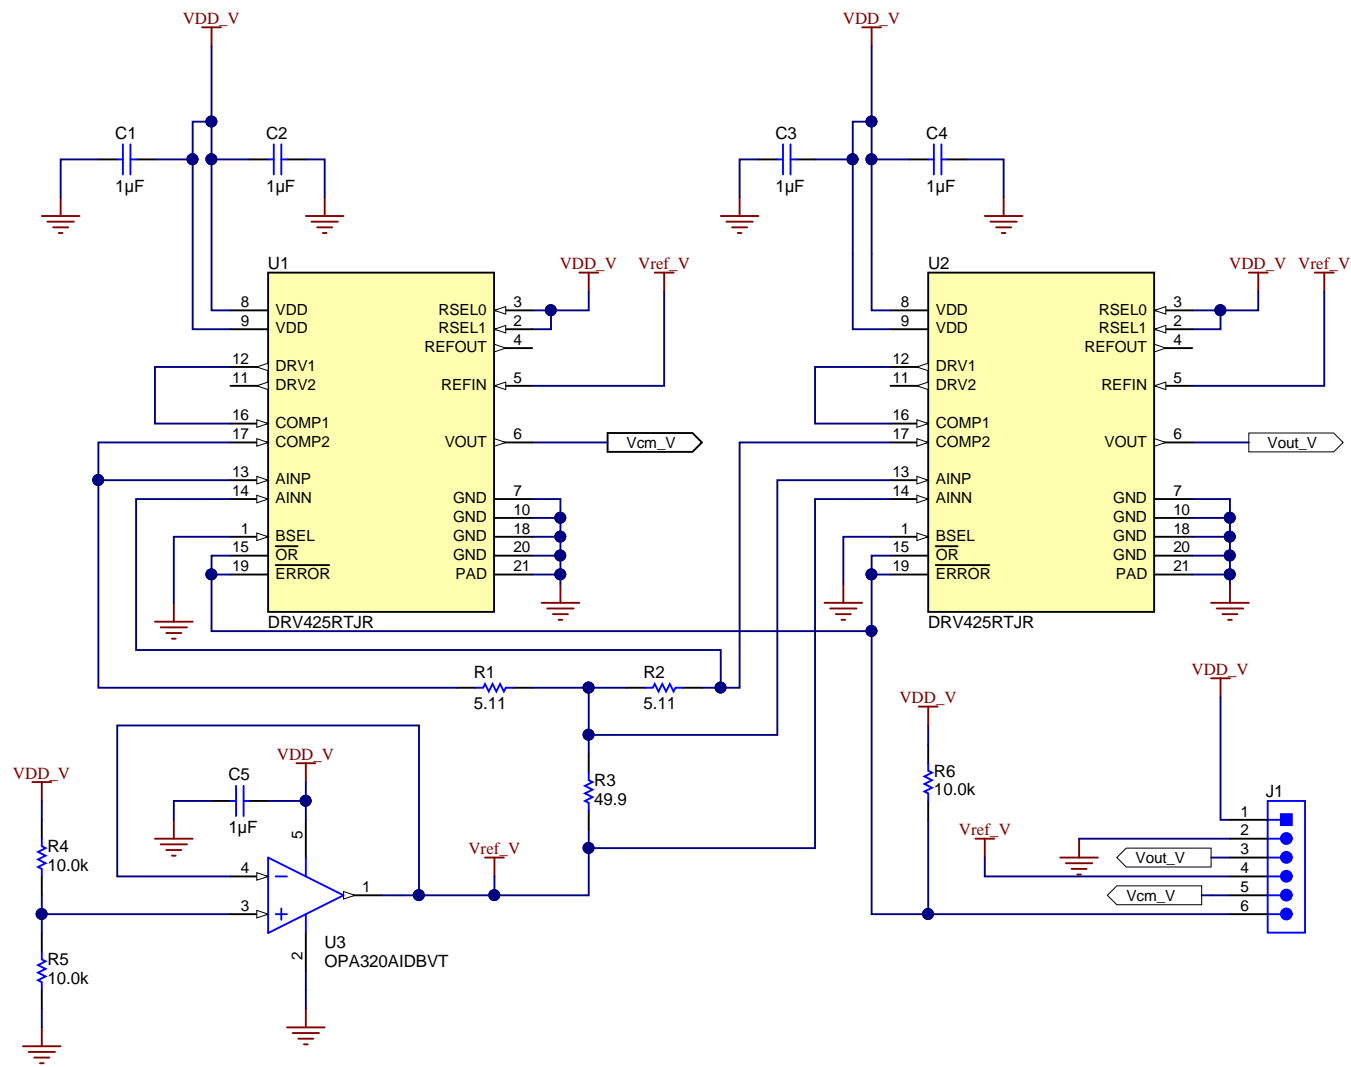 VDD_V
VDD_V
C1
1µF
C2
1µF
C3
1µF
C4
1µF
U1
VDD_V
Vref_V
8 VDD
9 VDD
12 DRV1
11 DRV2
16 COMP1
17 COMP2
13 AINP
14 AINN
1 BSEL
15 OR
19 ERROR
RSEL0 3
RSEL1 2
REFOUT 4
REFIN 5
VOUT 6
Vcm_V
GND 7
GND 10
GND 18
GND 20
PAD 21
DRV425RTJR
U2
VDD_V
Vref_V
8 VDD
9 VDD
12 DRV1
11 DRV2
16 COMP1
17 COMP2
13 AINP
14 AINN
1 BSEL
15 OR
19 ERROR
RSEL0 3
RSEL1 2
REFOUT 4
REFIN 5
VOUT 6
Vout_V
GND 7
GND 10
GND 18
GND 20
PAD 21
DRV425RTJR
R1
5.11
R2
5.11
R3
49.9
VDD_V
R4
10.0k
R5
10.0k
VDD_V
C5
1µF
5
4
3
1
2
U3
OPA320AIDBVT
Vref_V
VDD_V
R6
10.0k
VDD_V
Vref_V
J1
1
2
Vout_V 3
4
Vcm_V 5
6